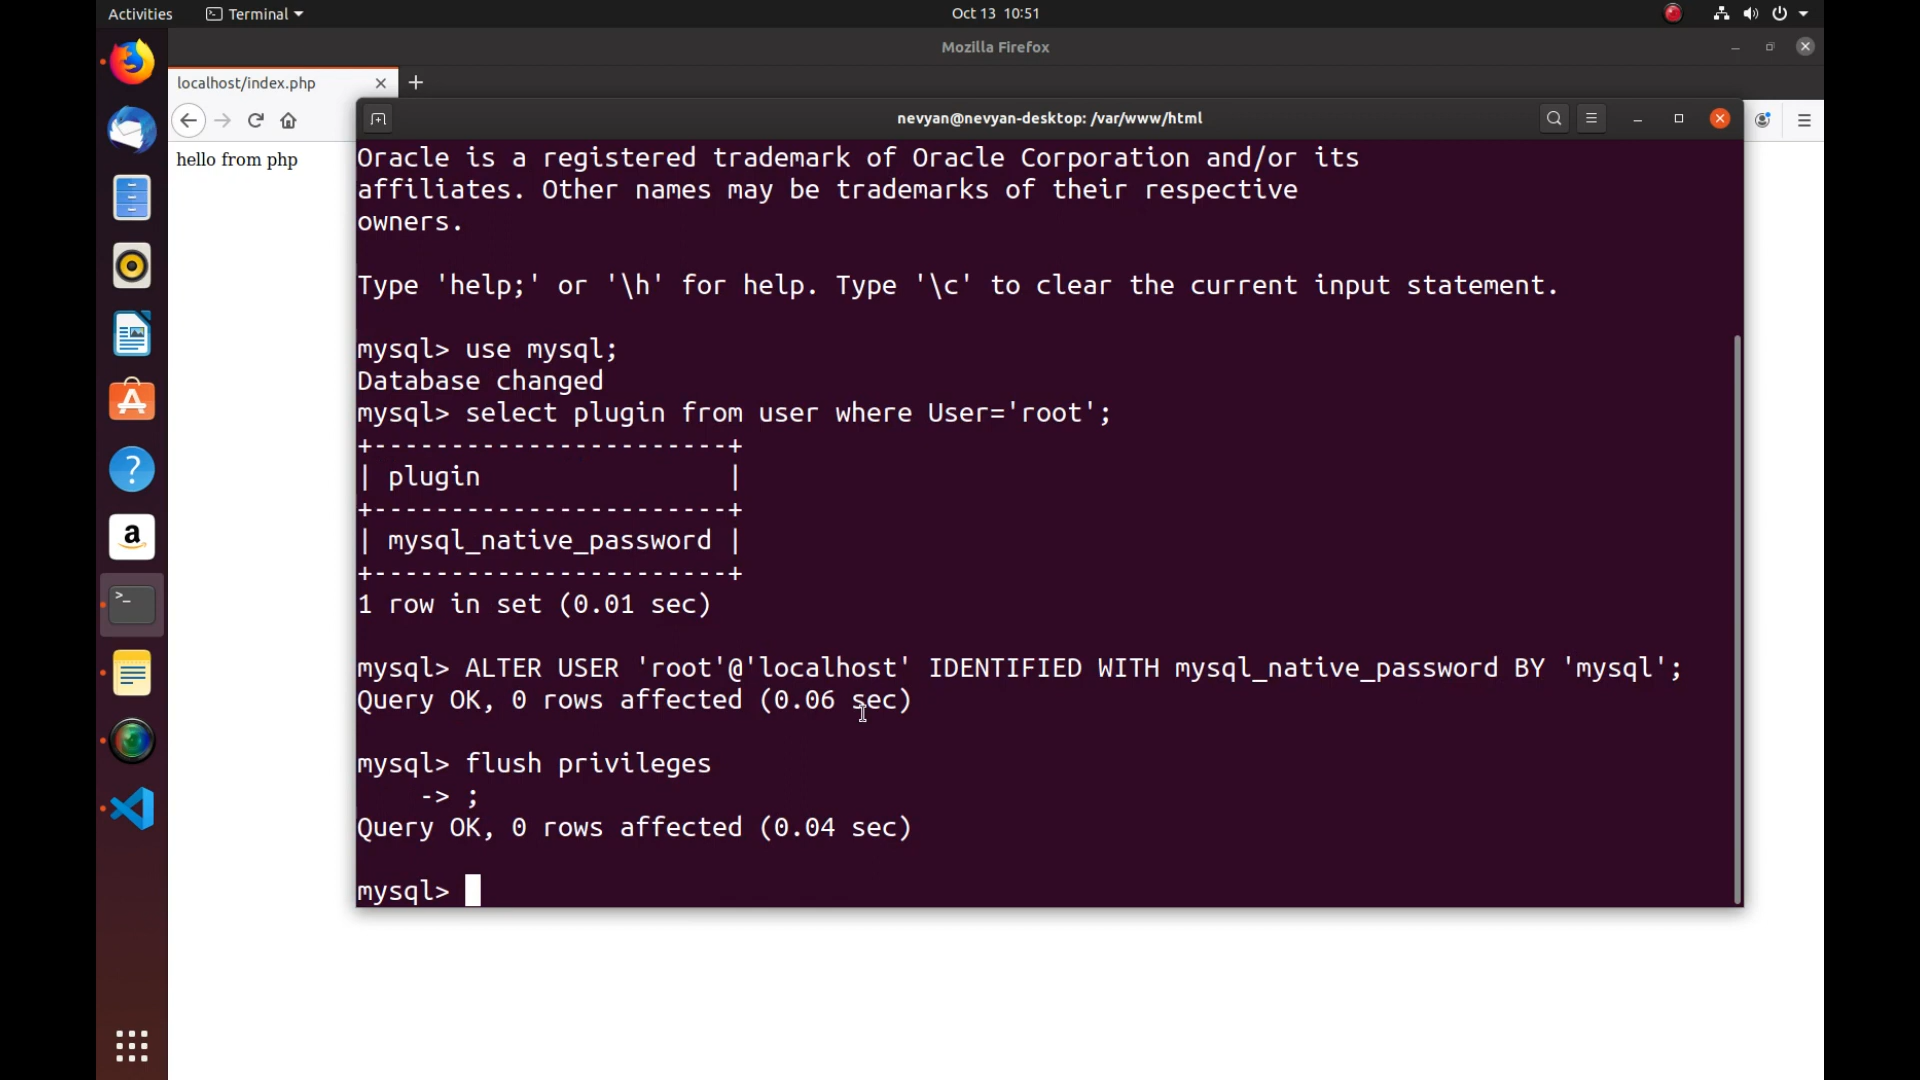 Activities Terminal Oct 13 10:51
Mozilla Firefox
localhost/index.php
nevyan@nevyan-desktop: /var/www/html
hello from php
Oracle is a registered trademark of Oracle Corporation and/or its
affiliates. Other names may be trademarks of their respective
owners.
Type 'help;' or '\h' for help. Type '\c' to clear the current input statement.
mysql> use mysql;
Database changed
mysql> select plugin from user where User='root';
+-----------------------+
| plugin                |
+-----------------------+
| mysql_native_password |
+-----------------------+
1 row in set (0.01 sec)
mysql> ALTER USER 'root'@'localhost' IDENTIFIED WITH mysql_native_password BY 'mysql';
Query OK, 0 rows affected (0.06 sec)
mysql> flush privileges
    -> ;
Query OK, 0 rows affected (0.04 sec)
mysql>